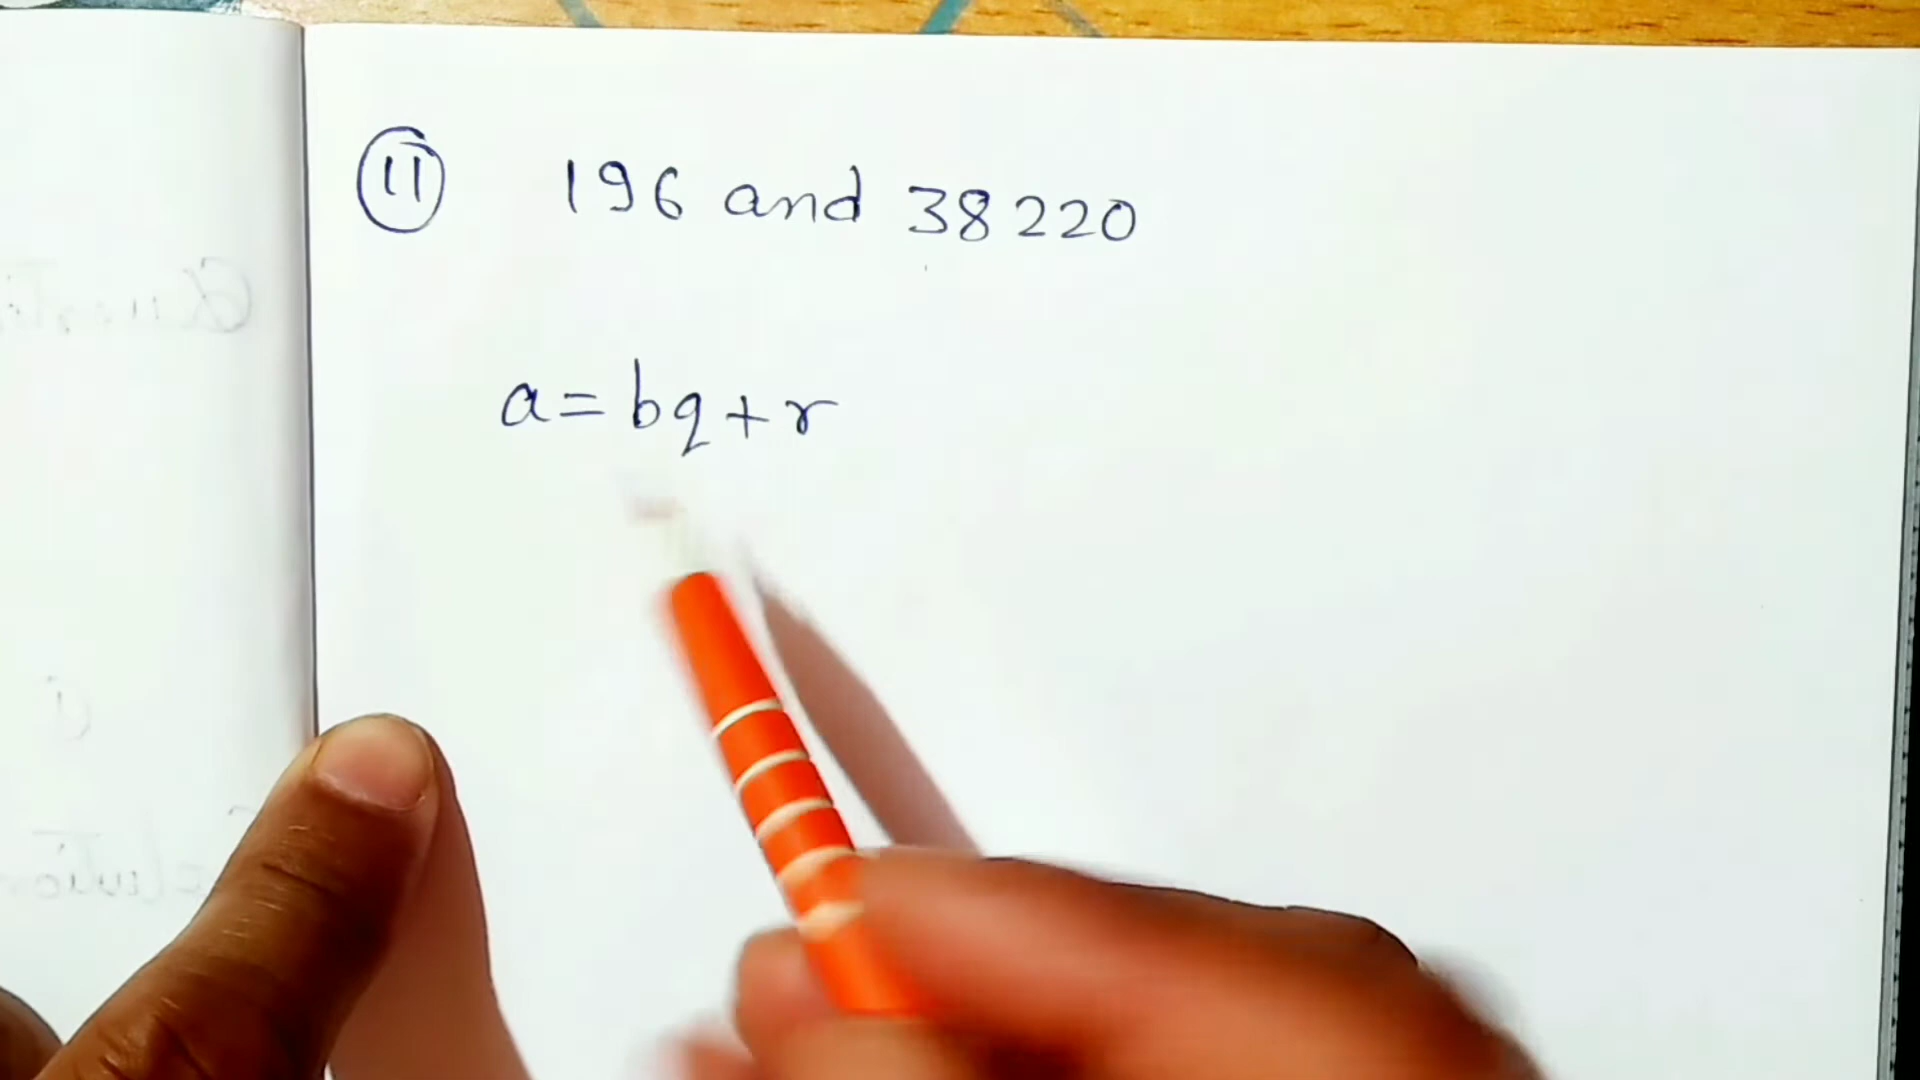 11 196 and 38220
a = bq + r